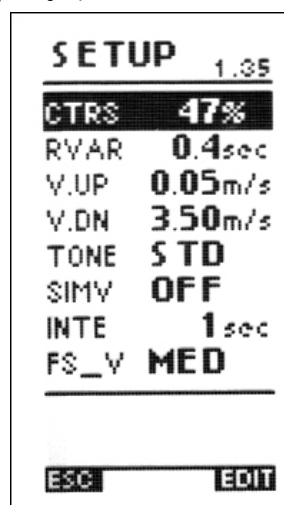 SETUP 1.35
CTRS 47%
RVAR 0.4sec
V.UP 0.05m/s
V.DN 3.50m/s
TONE STD
SIMV OFF
INTE 1sec
FS_V MED
ESC EDIT